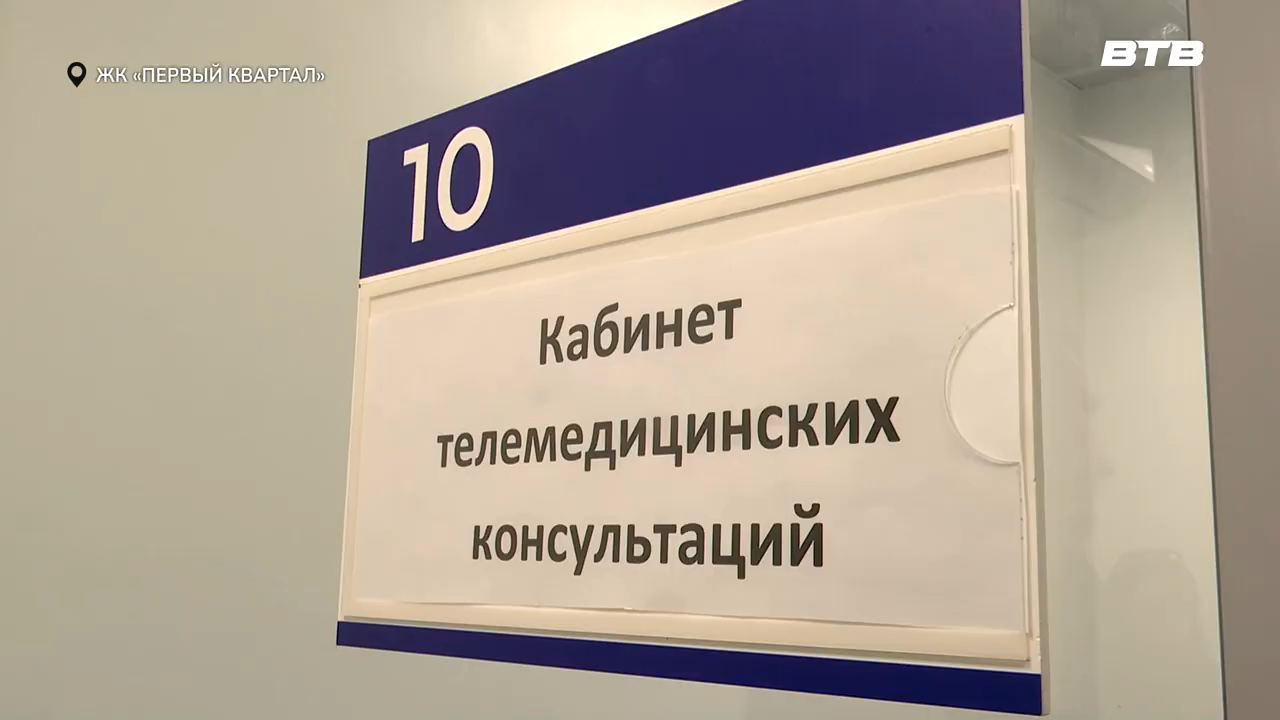 ЖК «ПЕРВЫЙ КВАРТАЛ»
ВТВ
10
Кабинет
телемедицинских
консультаций